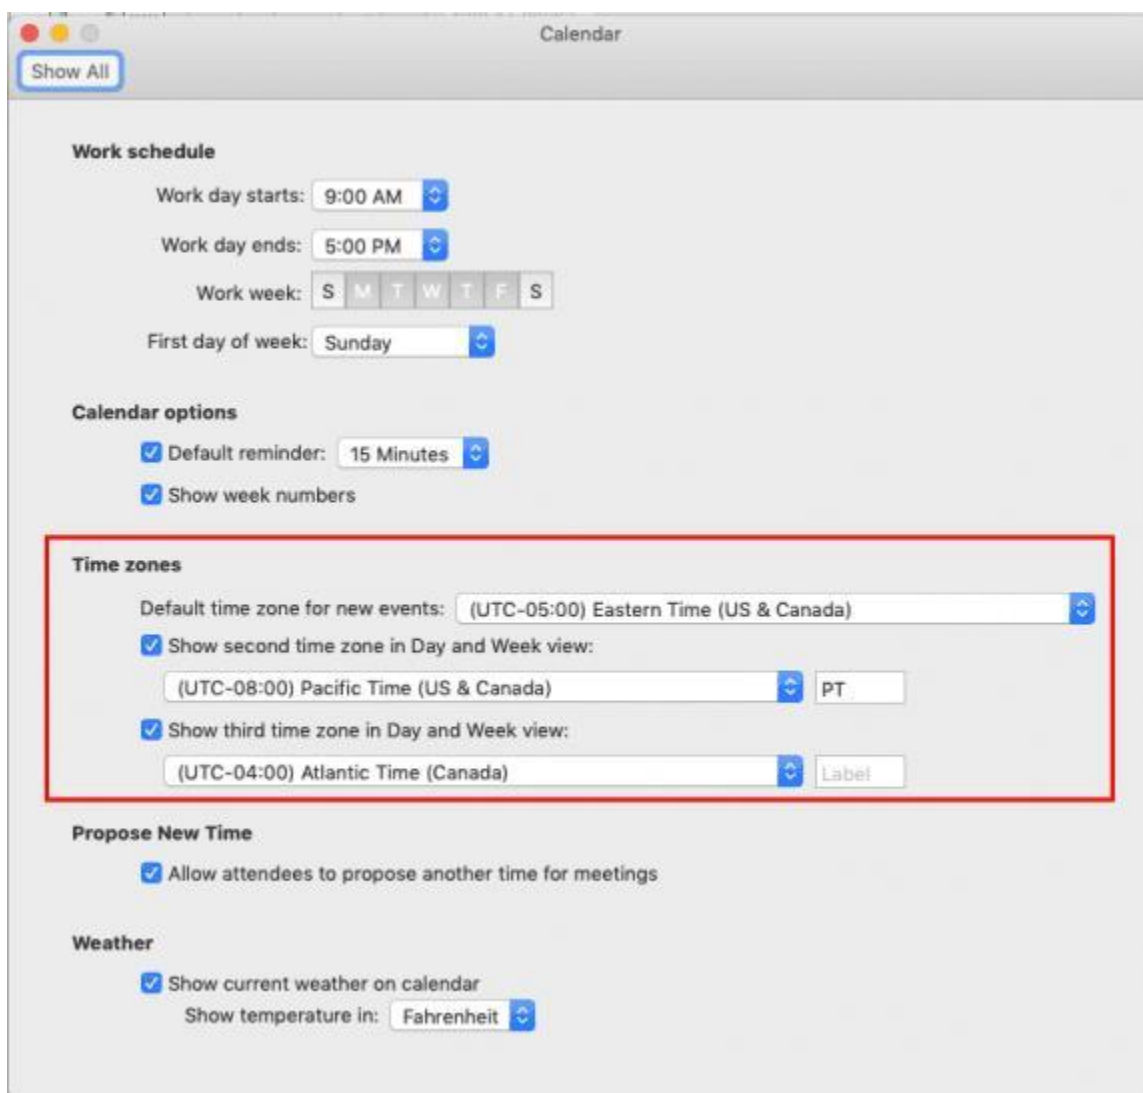 Calendar
Show All
Work schedule
Work day starts: 9:00 AM
Work day ends: 5:00 PM
Work week: S M T W T F S
First day of week: Sunday
Calendar options
Default reminder: 15 Minutes
Show week numbers
Time zones
Default time zone for new events: (UTC-05:00) Eastern Time (US & Canada)
Show second time zone in Day and Week view:
(UTC-08:00) Pacific Time (US & Canada) PT
Show third time zone in Day and Week view:
(UTC-04:00) Atlantic Time (Canada) Label
Propose New Time
Allow attendees to propose another time for meetings
Weather
Show current weather on calendar
Show temperature in: Fahrenheit